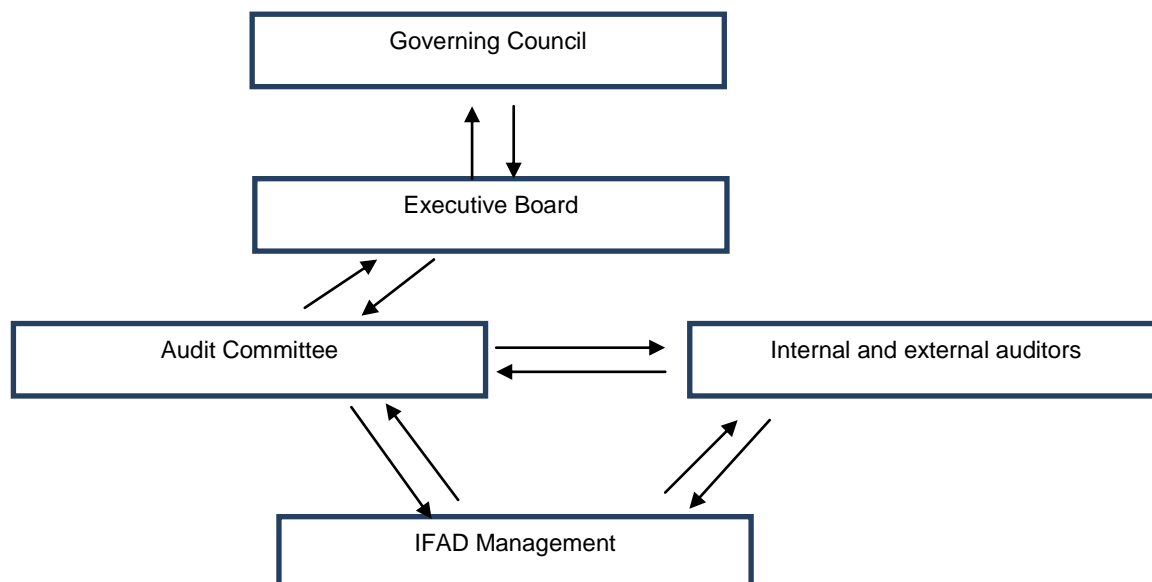 Governing Council
Executive Board
Audit Committee
Internal and external auditors
IFAD Management